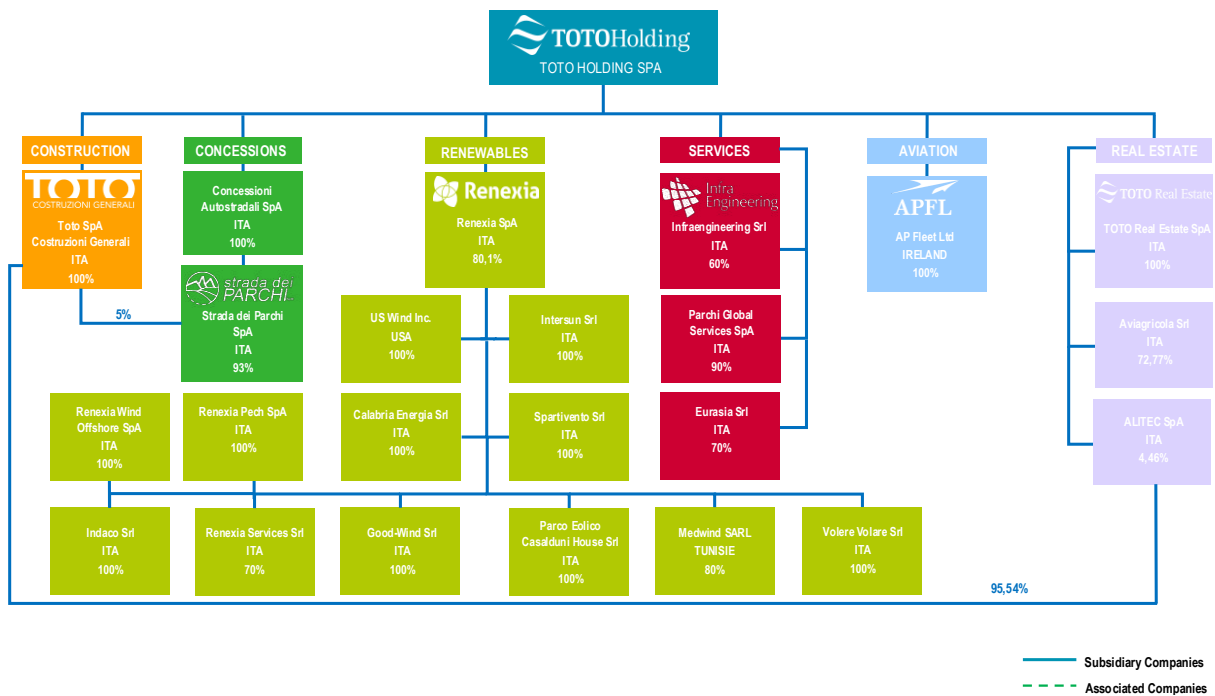 TOTOHolding
TOTO HOLDING SPA
CONSTRUCTION
TOTO
COSTRUZIONI GENERALI
Toto SpA
Costruzioni Generali
ITA
100%
CONCESSIONS
Concessioni
Autostradali SpA
ITA
100%
5%
strada dei
PARCHI
Strada dei Parchi
SpA
ITA
93%
RENEWABLES
Renexia
Renexia SpA
ITA
80,1%
US Wind Inc.
USA
100%
Intersun Srl
ITA
100%
Renexia Wind
Offshore SpA
ITA
100%
Renexia Pech SpA
ITA
100%
Calabria Energia Srl
ITA
100%
Spartivento Srl
ITA
100%
Indaco Srl
ITA
100%
Renexia Services Srl
ITA
70%
Good-Wind Srl
ITA
100%
Parco Eolico
Casalduni House Srl
ITA
100%
Medwind SARL
TUNISIE
80%
Volere Volare Srl
ITA
100%
SERVICES
Infra
Engineering
Infraengineering Srl
ITA
60%
Parchi Global
Services SpA
ITA
90%
Eurasia Srl
ITA
70%
AVIATION
APFL
AP Fleet Ltd
IRELAND
100%
REAL ESTATE
TOTO Real Estate
TOTO Real Estate SpA
ITA
100%
Aviagricola Srl
ITA
72,77%
ALITEC SpA
ITA
4,46%
95,54%
Subsidiary Companies
Associated Companies